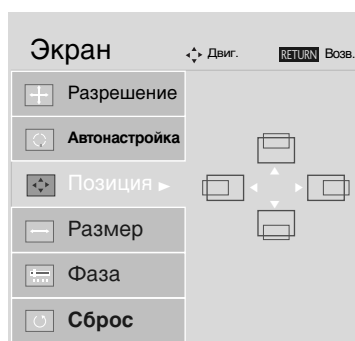 Экран Двиг. RETURN Возв.
Разрешение
Автонастройка
Позиция
Размер
Фаза
Сброс